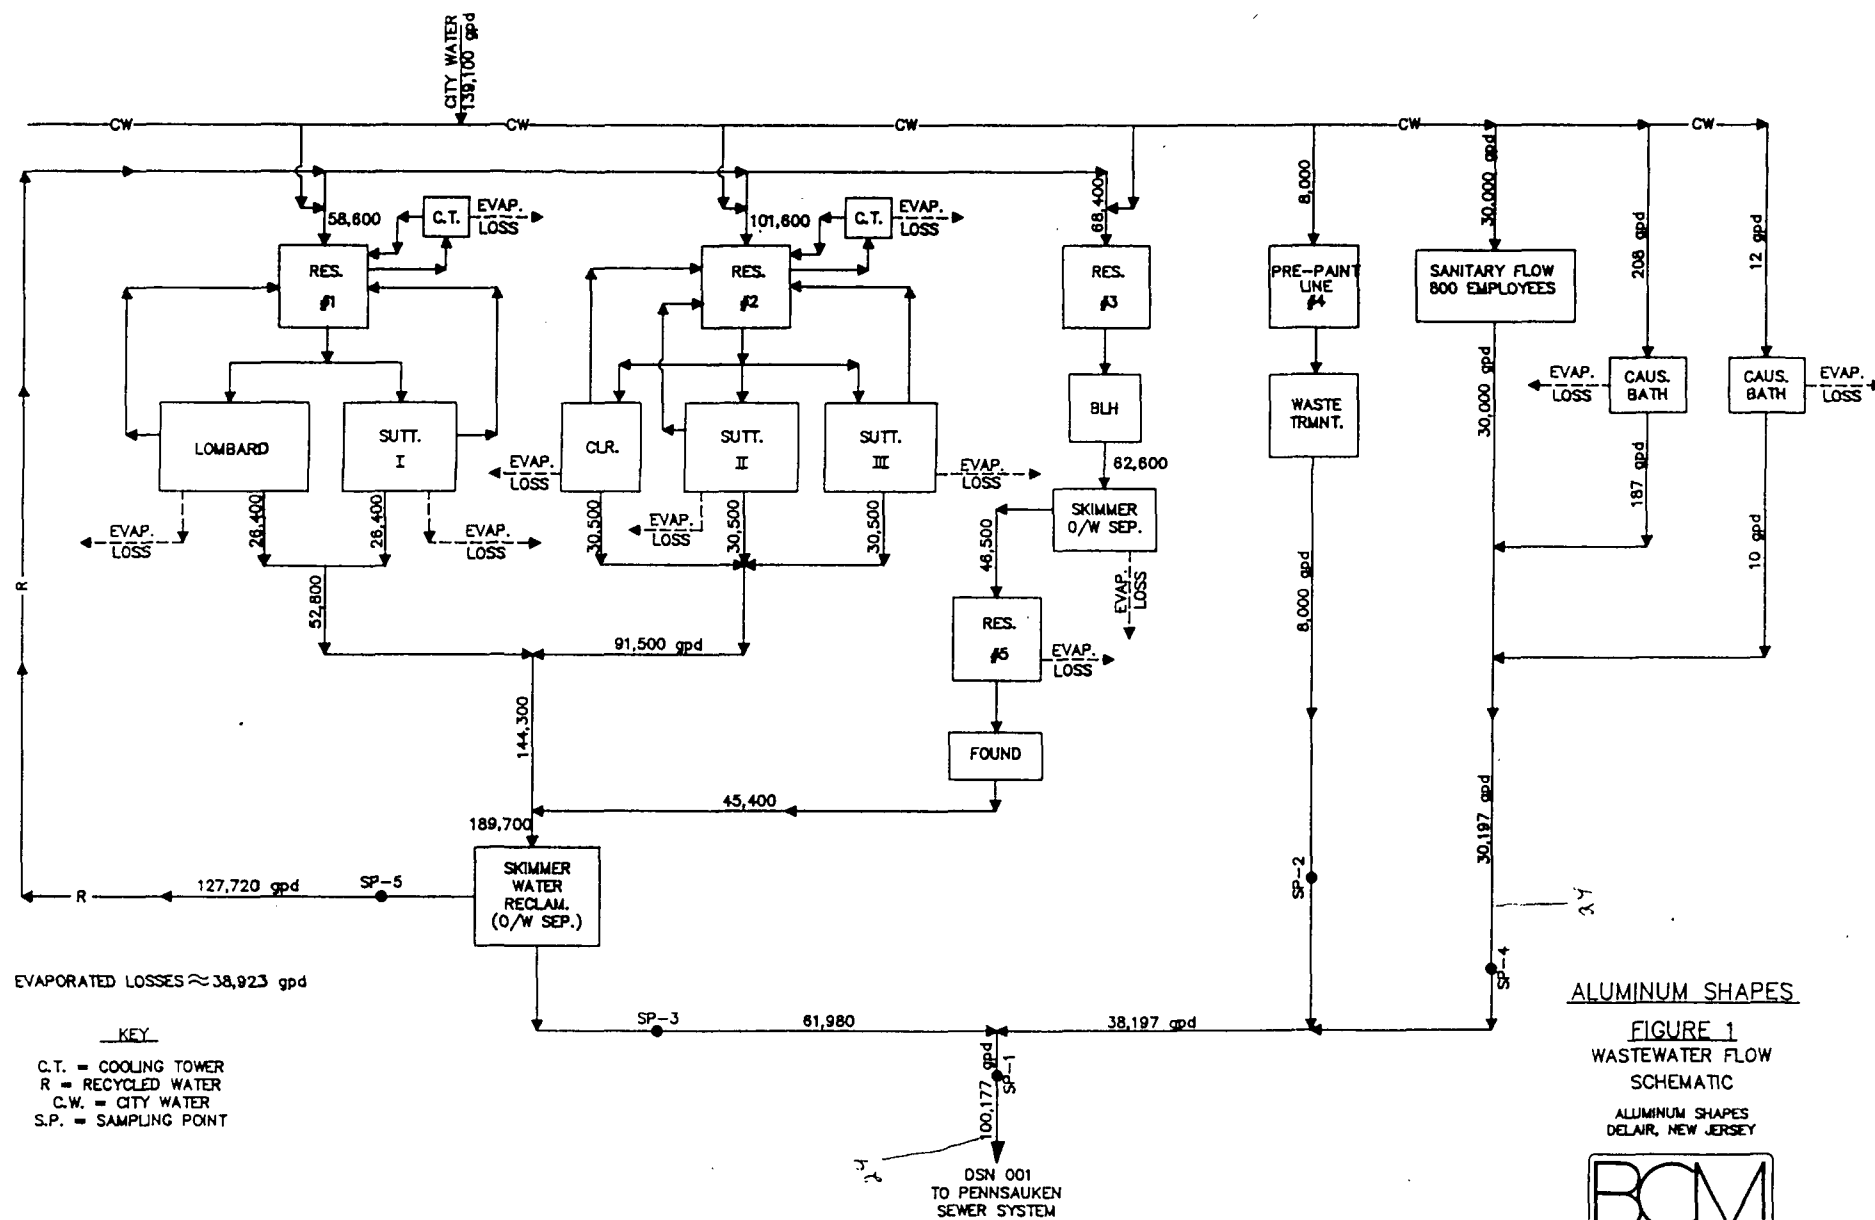 CITY WATER
139,100 gpd
CW
CW
CW
CW
CW
58,600
C.T.
EVAP.
LOSS
101,600
C.T.
EVAP.
LOSS
68,400
8,000
30,000 gpd
208 gpd
12 gpd
RES.
#1
RES.
#2
RES.
#3
PRE-PAINT
LINE
#4
SANITARY FLOW
800 EMPLOYEES
EVAP.
LOSS
CAUS.
BATH
CAUS.
BATH
EVAP.
LOSS
LOMBARD
SUTT.
I
CLR.
SUTT.
II
SUTT.
III
BLH
WASTE
TRMNT.
30,000 gpd
EVAP.
LOSS
EVAP.
LOSS
62,600
187 gpd
EVAP.
LOSS
26,400
26,400
EVAP.
LOSS
30,500
EVAP.
LOSS
30,500
30,500
SKIMMER
O/W SEP.
46,500
10 gpd
EVAP.
LOSS
R
52,800
8,000 gpd
RES.
#5
EVAP.
LOSS
91,500 gpd
144,300
FOUND
45,400
189,700
30,197 gpd
SKIMMER
WATER
RECLAM.
(O/W SEP.)
R
127,720 gpd
SP-5
SP-2
24
SP-4
EVAPORATED LOSSES ≈ 38,923 gpd
KEY
C.T. = COOLING TOWER
R = RECYCLED WATER
C.W. = CITY WATER
S.P. = SAMPLING POINT
SP-3
61,980
38,197 gpd
100,177 gpd
SP-1
DSN 001
TO PENNSAUKEN
SEWER SYSTEM
ALUMINUM SHAPES
FIGURE 1
WASTEWATER FLOW
SCHEMATIC
ALUMINUM SHAPES
DELAIR, NEW JERSEY
BCM